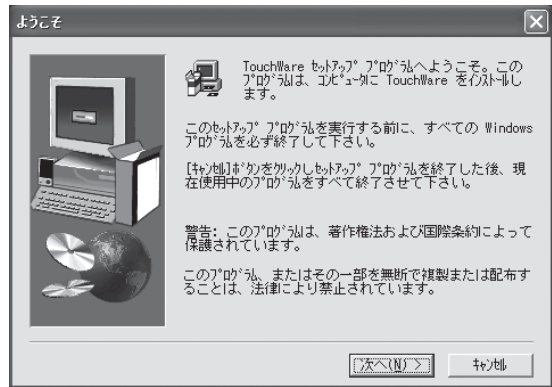 ようこそ
TouchWare ｾｯﾄｱｯﾌﾟ ﾌﾟﾛｸﾞﾗﾑへようこそ。この
ﾌﾟﾛｸﾞﾗﾑは、ｺﾝﾋﾟｭｰﾀに TouchWare をｲﾝｽﾄｰﾙし
ます。
このｾｯﾄｱｯﾌﾟ ﾌﾟﾛｸﾞﾗﾑを実行する前に、すべての Windows
ﾌﾟﾛｸﾞﾗﾑを必ず終了して下さい。
[ｷｬﾝｾﾙ]ﾎﾞﾀﾝをｸﾘｯｸしｾｯﾄｱｯﾌﾟ ﾌﾟﾛｸﾞﾗﾑを終了した後、現
在使用中のﾌﾟﾛｸﾞﾗﾑをすべて終了させて下さい。
警告: このﾌﾟﾛｸﾞﾗﾑは、著作権法および国際条約によって
保護されています。
このﾌﾟﾛｸﾞﾗﾑ、またはその一部を無断で複製または配布す
ることは、法律により禁止されています。
次へ(N) >
ｷｬﾝｾﾙ